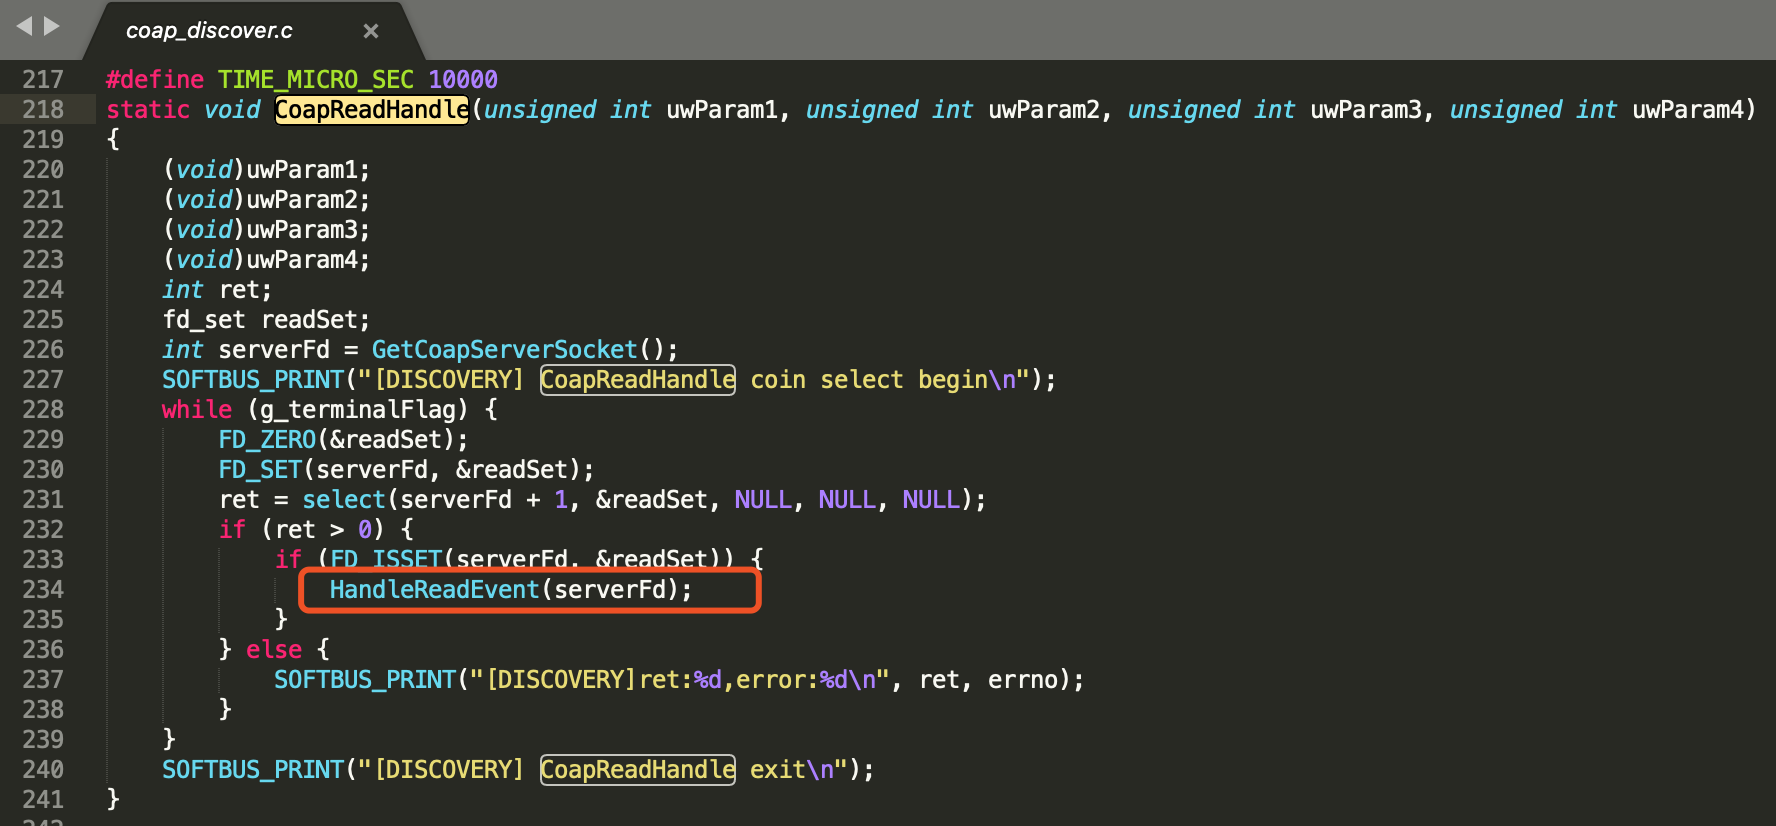 coap_discover.c ×
217 #define TIME_MICRO_SEC 10000
218 static void CoapReadHandle(unsigned int uwParam1, unsigned int uwParam2, unsigned int uwParam3, unsigned int uwParam4)
219 {
220     (void)uwParam1;
221     (void)uwParam2;
222     (void)uwParam3;
223     (void)uwParam4;
224     int ret;
225     fd_set readSet;
226     int serverFd = GetCoapServerSocket();
227     SOFTBUS_PRINT("[DISCOVERY] CoapReadHandle coin select begin\n");
228     while (g_terminalFlag) {
229         FD_ZERO(&readSet);
230         FD_SET(serverFd, &readSet);
231         ret = select(serverFd + 1, &readSet, NULL, NULL, NULL);
232         if (ret > 0) {
233             if (FD_ISSET(serverFd, &readSet)) {
234                 HandleReadEvent(serverFd);
235             }
236         } else {
237             SOFTBUS_PRINT("[DISCOVERY]ret:%d,error:%d\n", ret, errno);
238         }
239     }
240     SOFTBUS_PRINT("[DISCOVERY] CoapReadHandle exit\n");
241 }
242